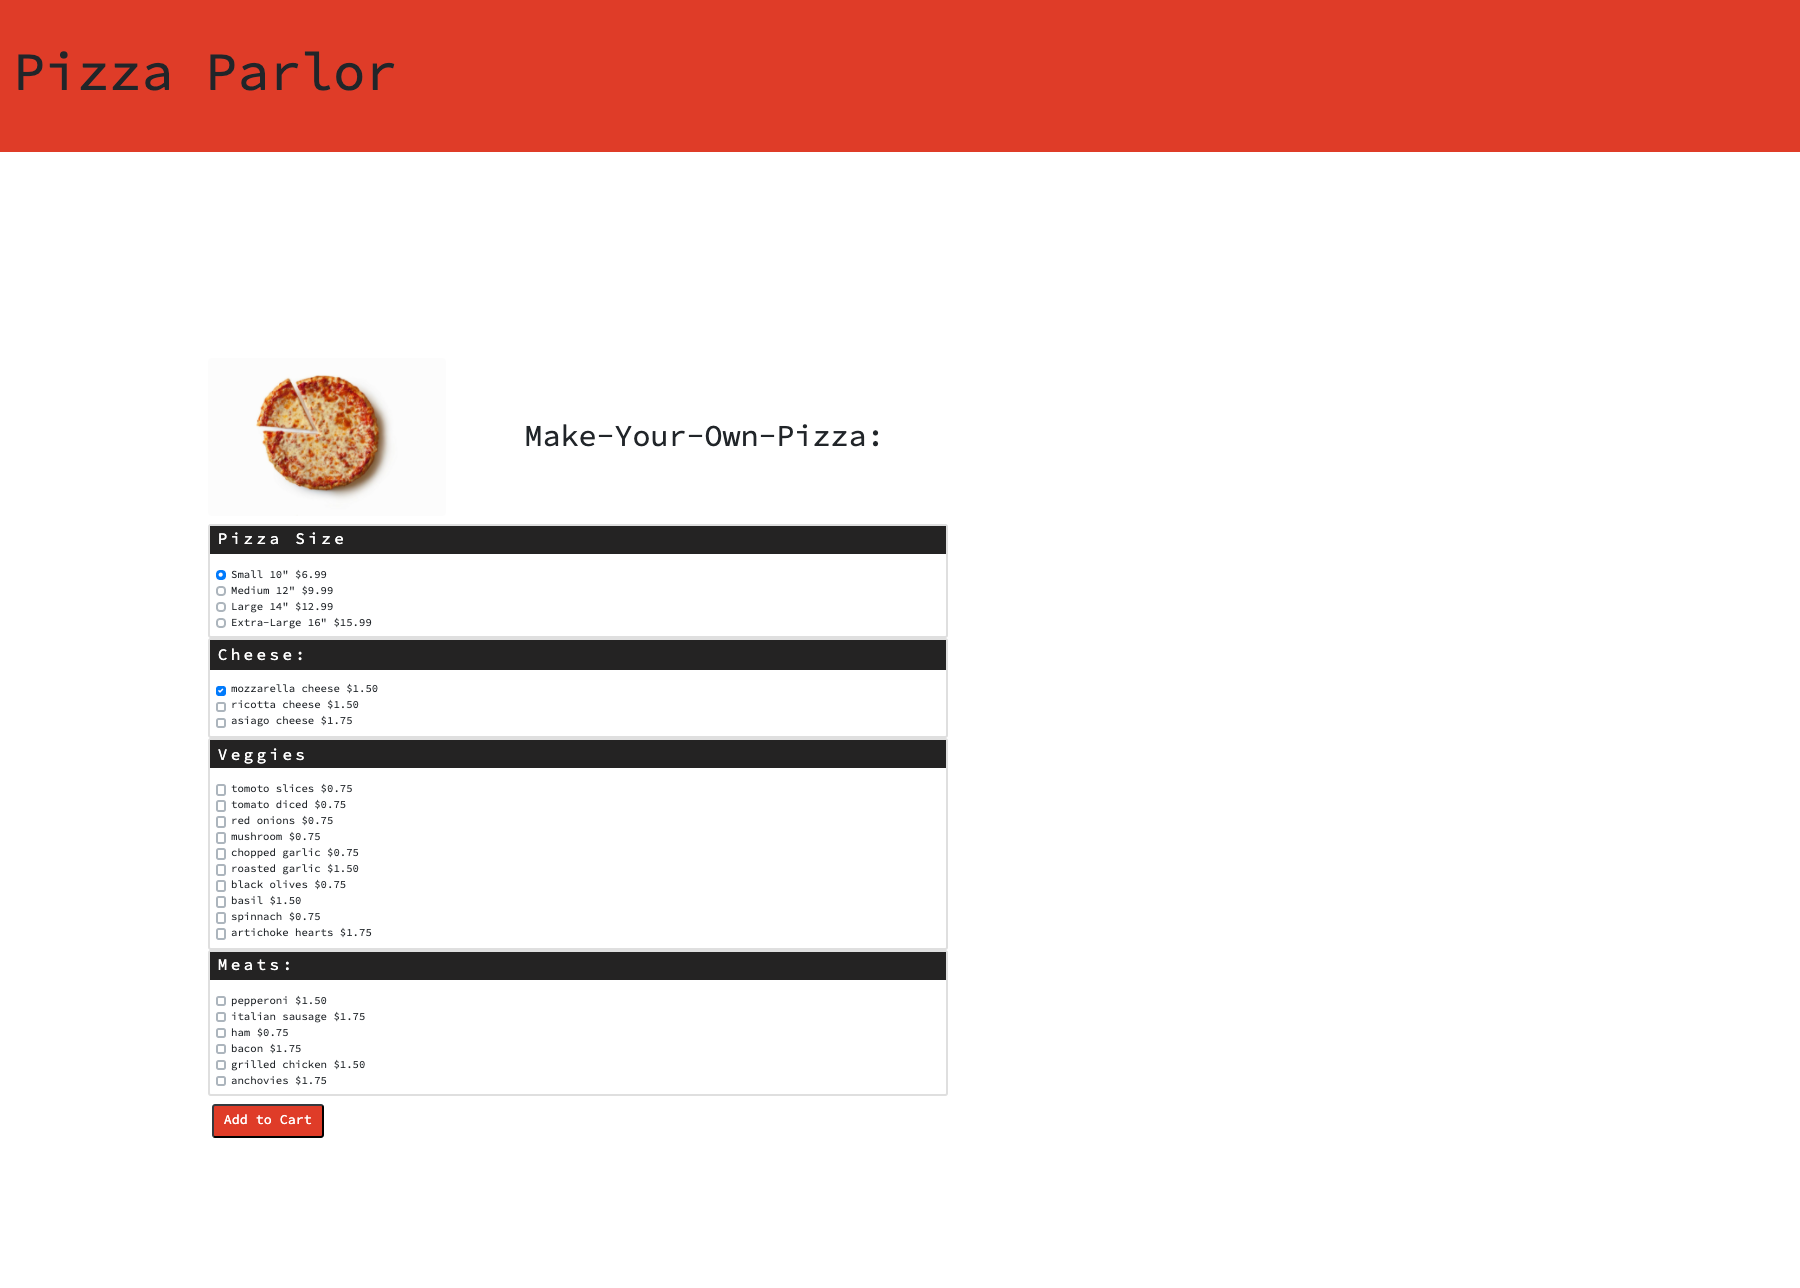 Pizza Parlor
Make-Your-Own-Pizza:
Pizza Size
Small 10" $6.99
Medium 12" $9.99
Large 14" $12.99
Extra-Large 16" $15.99
Cheese:
mozzarella cheese $1.50
ricotta cheese $1.50
asiago cheese $1.75
Veggies
tomoto slices $0.75
tomato diced $0.75
red onions $0.75
mushroom $0.75
chopped garlic $0.75
roasted garlic $1.50
black olives $0.75
basil $1.50
spinnach $0.75
artichoke hearts $1.75
Meats:
pepperoni $1.50
italian sausage $1.75
ham $0.75
bacon $1.75
grilled chicken $1.50
anchovies $1.75
Add to Cart